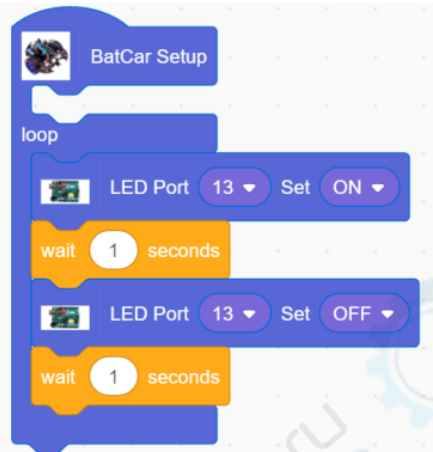 BatCar Setup
loop
LED Port 13 Set ON
wait 1 seconds
LED Port 13 Set OFF
wait 1 seconds
ru